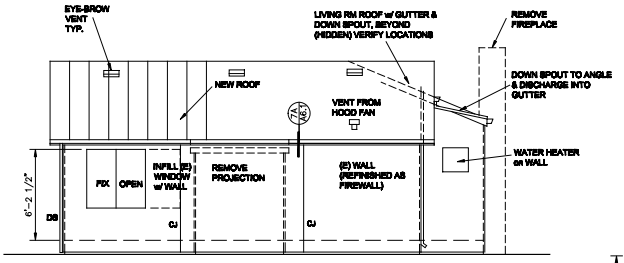 EYE-BROW
VENT
TYP.
LIVING RM ROOF w/ GUTTER &
DOWN SPOUT, BEYOND
(HIDDEN) VERIFY LOCATIONS
REMOVE
FIREPLACE
NEW ROOF
7A
A6.1
VENT FROM
HOOD FAN
DOWN SPOUT TO ANGLE
& DISCHARGE INTO
GUTTER
6'-2 1/2"
FIX
OPEN
INFILL (E)
WINDOW
w/ WALL
REMOVE
PROJECTION
(E) WALL
(REFINISHED AS
FIREWALL)
WATER HEATER
on WALL
DS
CJ
CJ